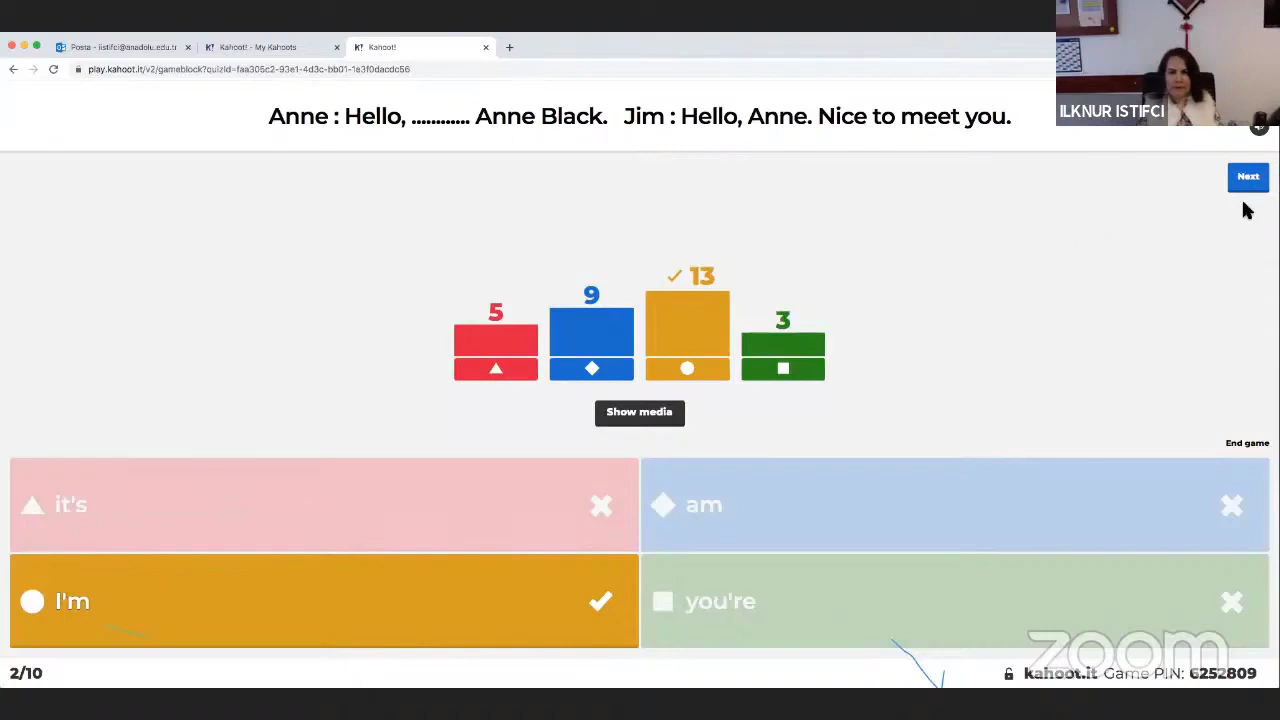 Posta - iistifci@anadolu.edu.tr
Kahoot! - My Kahoots
Kahoot!
play.kahoot.it/v2/gameblock?quizId=faa305c2-93e1-4d3c-bb01-1e3f0dacdc56
ILKNUR ISTIFCI
Anne : Hello, ............ Anne Black. Jim : Hello, Anne. Nice to meet you.
Next
5
9
13
3
Show media
End game
it's
am
I'm
you're
zoom
2/10
kahoot.it Game PIN: 6252809